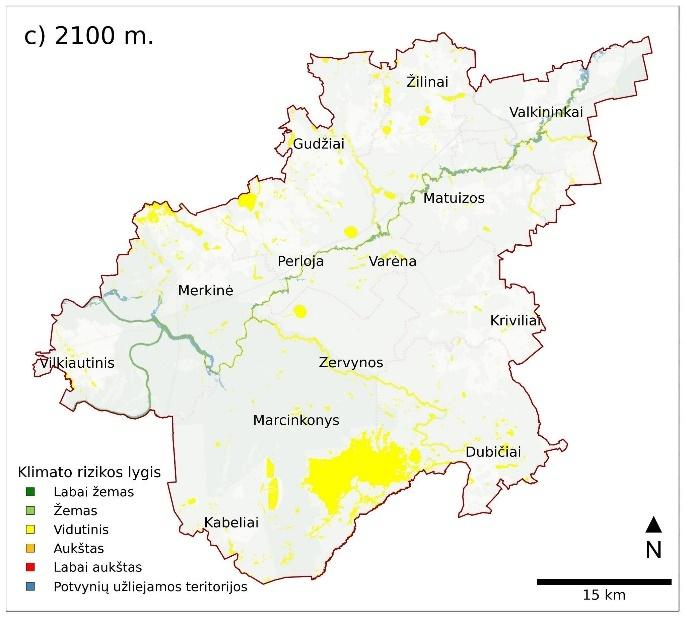 c) 2100 m.
Žilinai
Valkininkai
Gudžiai
Matuizos
Perloja
Varėna
Merkinė
Kriviliai
Vilkiautinis
Zervynos
Marcinkonys
Dubičiai
Kabeliai
Klimato rizikos lygis
Labai žemas
Žemas
Vidutinis
Aukštas
Labai aukštas
Potvynių užliejamos teritorijos
N
15 km